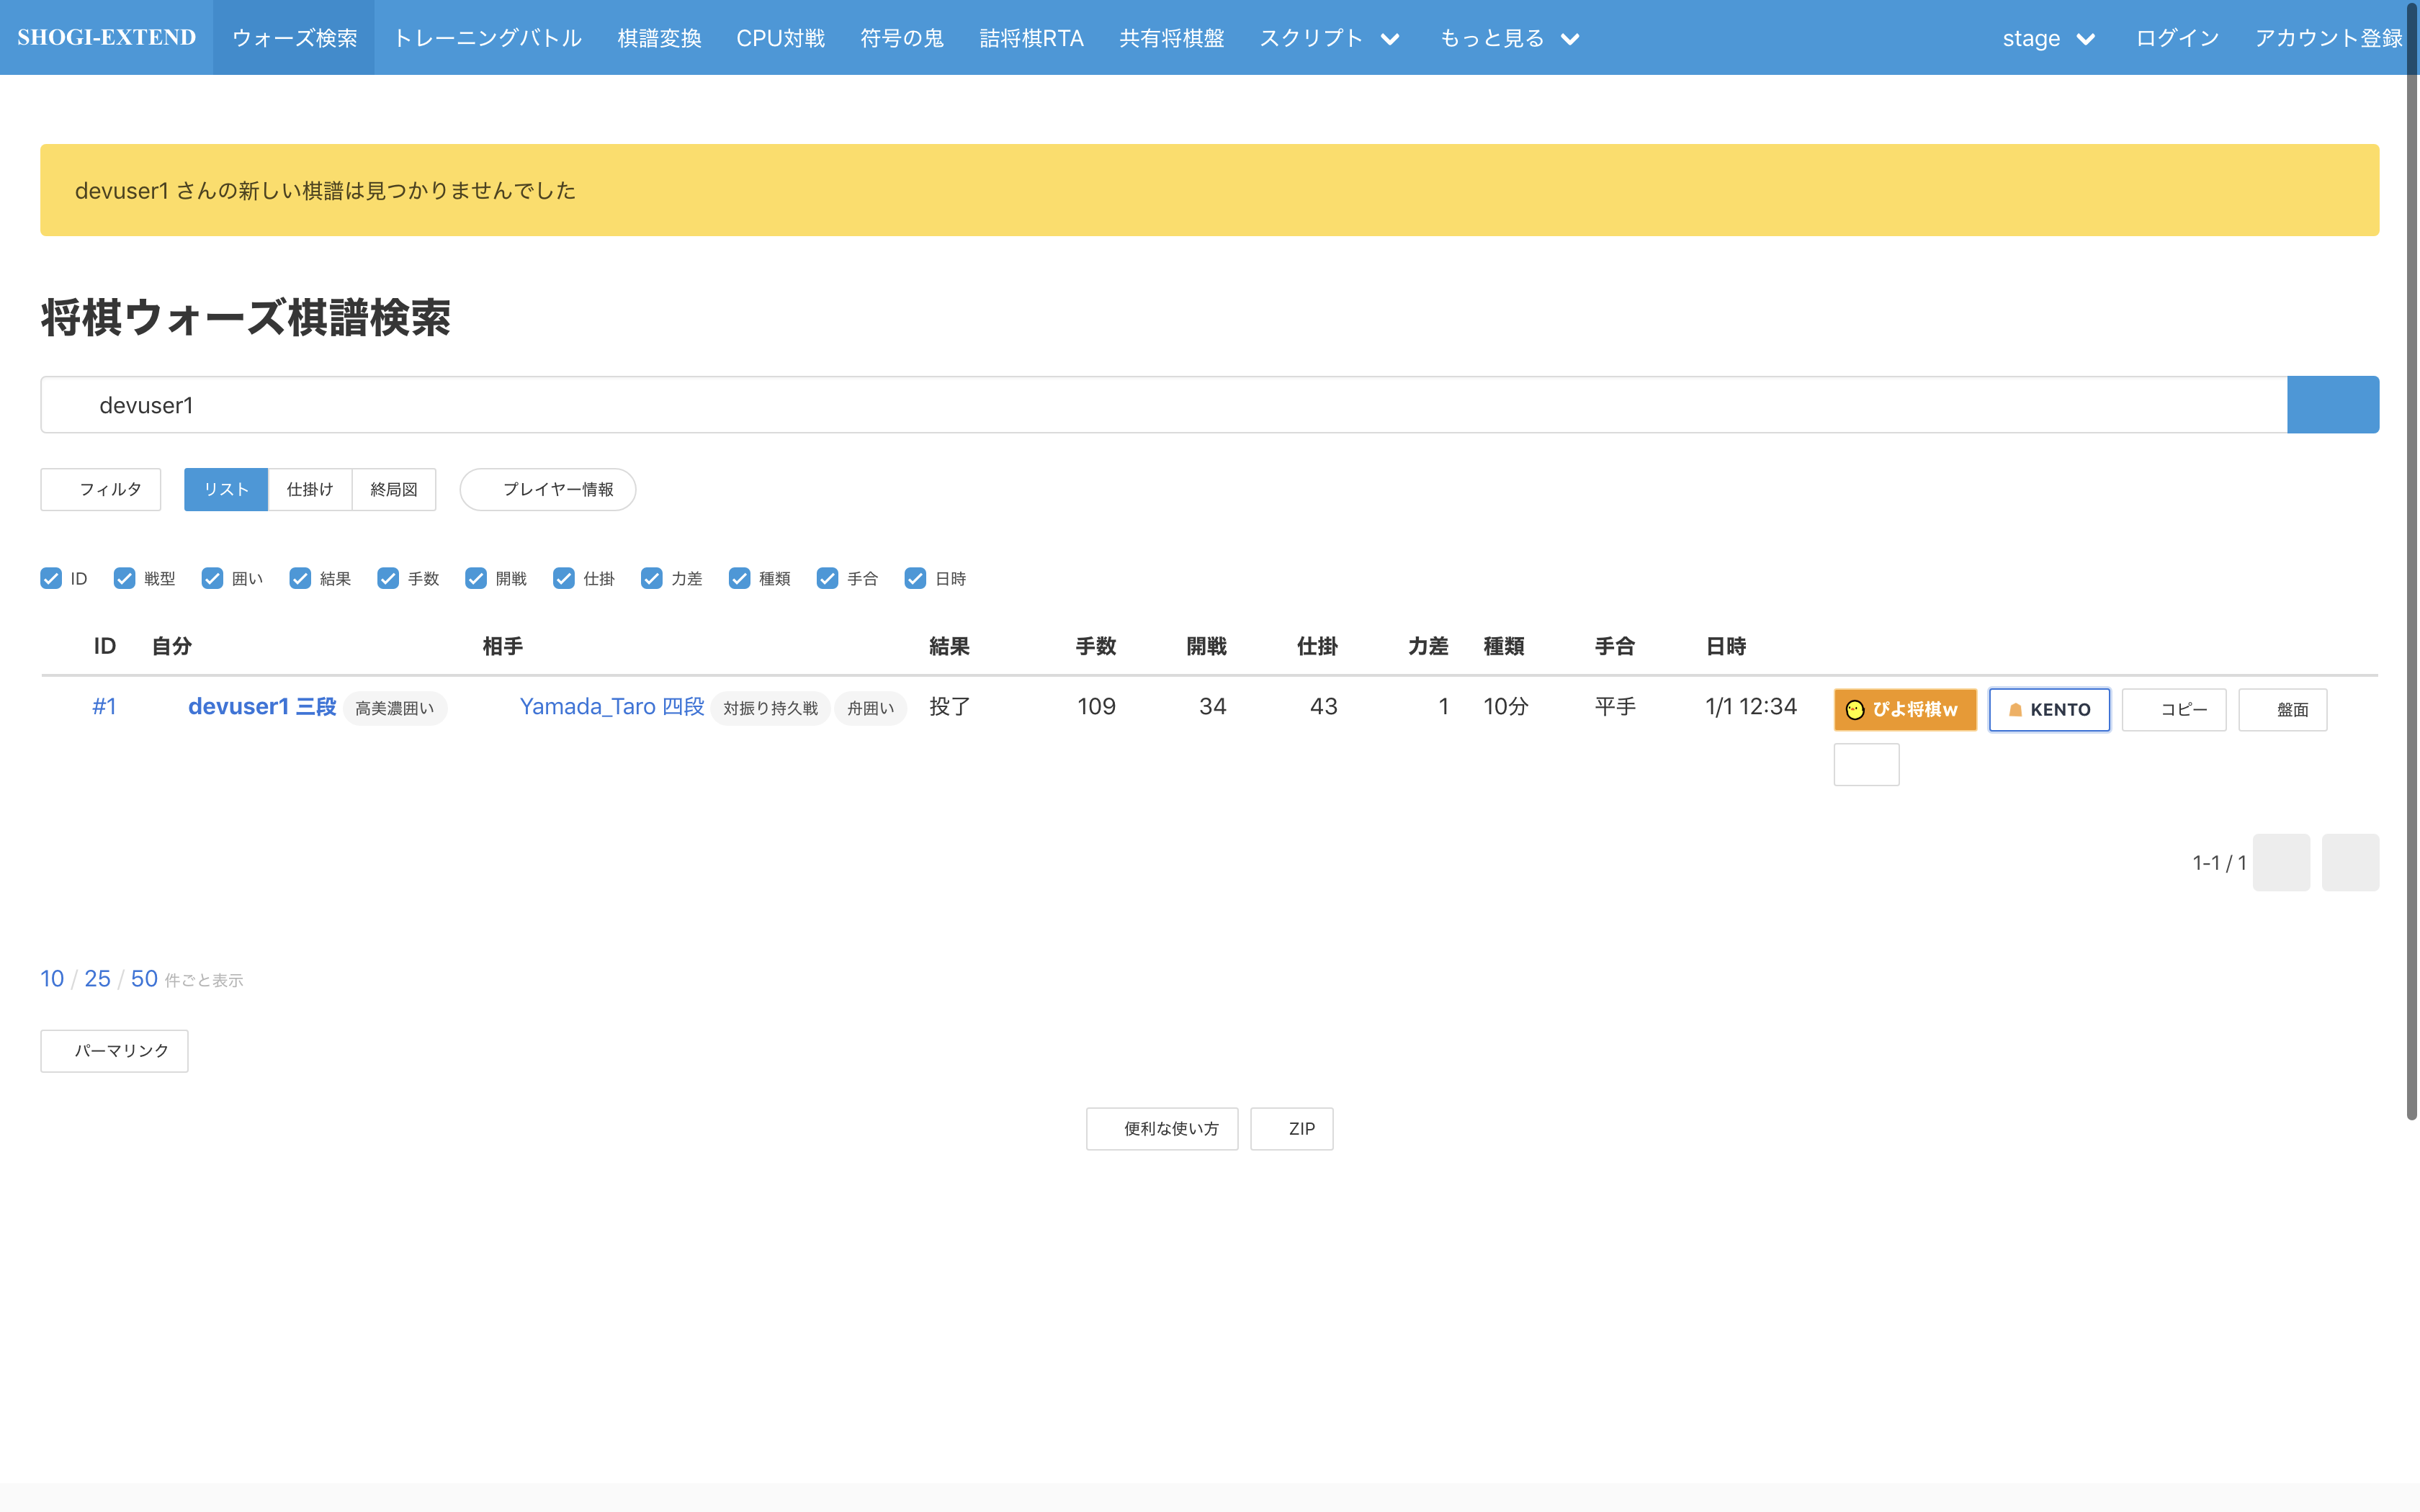 SHOGI-EXTEND ウォーズ検索 トレーニングバトル 棋譜変換 CPU対戦 符号の鬼 詰将棋RTA 共有将棋盤 スクリプト もっと見る stage ログイン アカウント登録
devuser1 さんの新しい棋譜は見つかりませんでした
将棋ウォーズ棋譜検索
devuser1
フィルタ リスト 仕掛け 終局図 プレイヤー情報
ID 戦型 囲い 結果 手数 開戦 仕掛 力差 種類 手合 日時
ID 自分 相手 結果 手数 開戦 仕掛 力差 種類 手合 日時
#1 devuser1 三段 高美濃囲い Yamada_Taro 四段 対振り持久戦 舟囲い 投了 109 34 43 1 10分 平手 1/1 12:34 ぴよ将棋w KENTO コピー 盤面
1-1 / 1
10 / 25 / 50 件ごと表示
パーマリンク
便利な使い方 ZIP